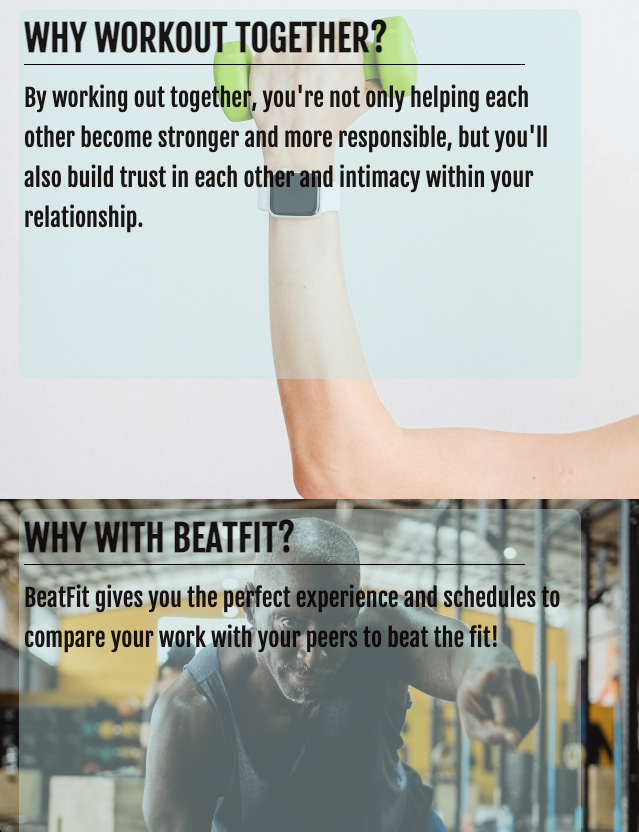 WHY WORKOUT TOGETHER?
By working out together, you're not only helping each
other become stronger and more responsible, but you'll
also build trust in each other and intimacy within your
relationship.
WHY WITH BEATFIT?
BeatFit gives you the perfect experience and schedules to
compare your work with your peers to beat the fit!